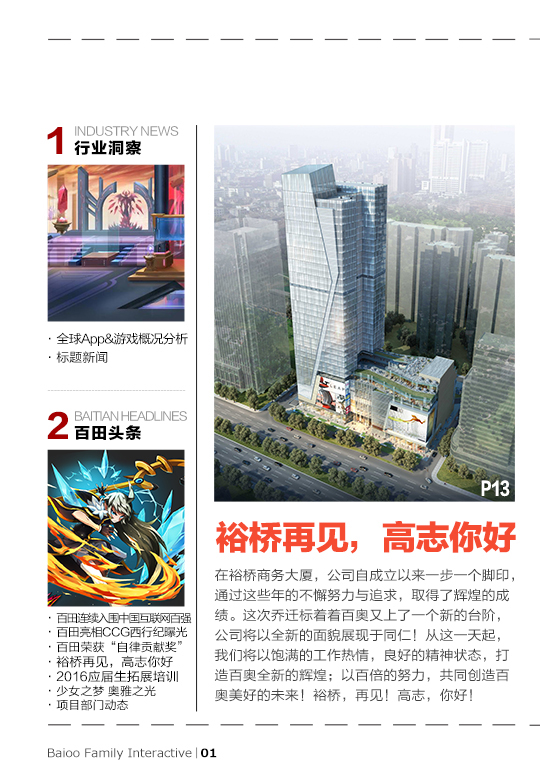 1 INDUSTRY NEWS
行业洞察
· 全球App&游戏概况分析
· 标题新闻
2 BAITIAN HEADLINES
百田头条
· 百田连续入围中国互联网百强
· 百田亮相CCG西行纪曝光
· 百田荣获“自律贡献奖”
· 裕桥再见，高志你好
· 2016应届生拓展培训
· 少女之梦 奥雅之光
· 项目部门动态
P13
裕桥再见，高志你好
在裕桥商务大厦，公司自成立以来一步一个脚印，
通过这些年的不懈努力与追求，取得了辉煌的成
绩。这次乔迁标着着百奥又上了一个新的台阶，
公司将以全新的面貌展现于同仁！从这一天起，
我们将以饱满的工作热情，良好的精神状态，打
造百奥全新的辉煌；以百倍的努力，共同创造百
奥美好的未来！裕桥，再见！高志，你好！
Baioo Family Interactive | 01